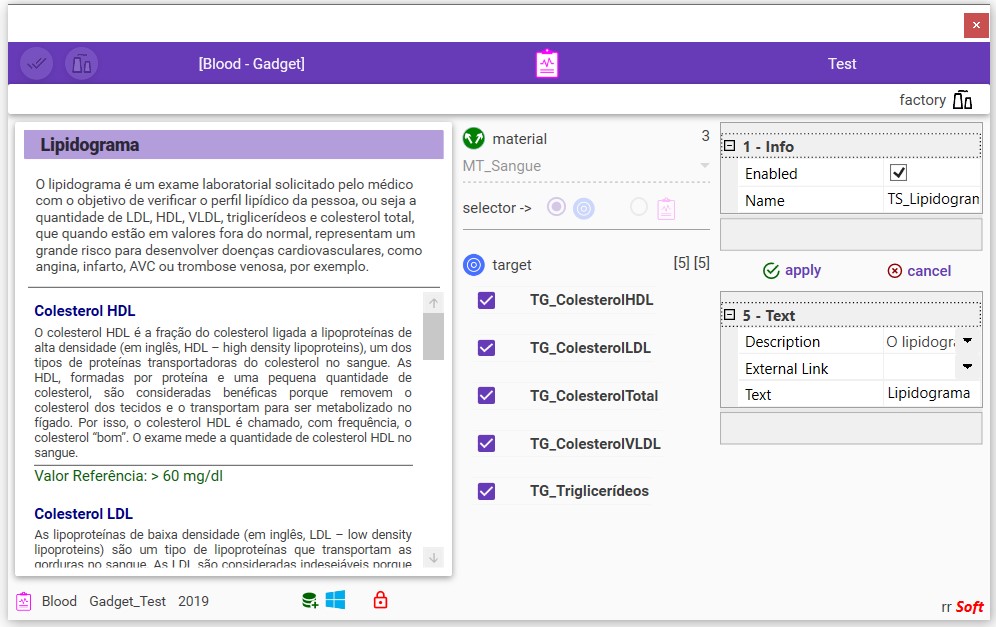 [Blood - Gadget]
Test
factory
Lipidograma
O lipidograma é um exame laboratorial solicitado pelo médico
com o objetivo de verificar o perfil lipídico da pessoa, ou seja a
quantidade de LDL, HDL, VLDL, triglicerídeos e colesterol total,
que quando estão em valores fora do normal, representam um
grande risco para desenvolver doenças cardiovasculares, como
angina, infarto, AVC ou trombose venosa, por exemplo.
Colesterol HDL
O colesterol HDL é a fração do colesterol ligada a lipoproteínas de
alta densidade (em inglês, HDL – high density lipoproteins), um dos
tipos de proteínas transportadoras do colesterol no sangue. As
HDL, formadas por proteína e uma pequena quantidade de
colesterol, são consideradas benéficas porque removem o
colesterol dos tecidos e o transportam para ser metabolizado no
fígado. Por isso, o colesterol HDL é chamado, com frequência, o
colesterol “bom”. O exame mede a quantidade de colesterol HDL no
sangue.
Valor Referência: > 60 mg/dl
Colesterol LDL
As lipoproteínas de baixa densidade (em inglês, LDL – low density
lipoproteins) são um tipo de lipoproteínas que transportam as
gorduras no sangue. As LDL são consideradas indesejáveis porque
material 3
MT_Sangue
selector ->
target [5] [5]
TG_ColesterolHDL
TG_ColesterolLDL
TG_ColesterolTotal
TG_ColesterolVLDL
TG_Triglicerídeos
1 - Info
Enabled
Name TS_Lipidogran
apply cancel
5 - Text
Description O lipidogra
External Link
Text Lipidograma
Blood Gadget_Test 2019
rr Soft